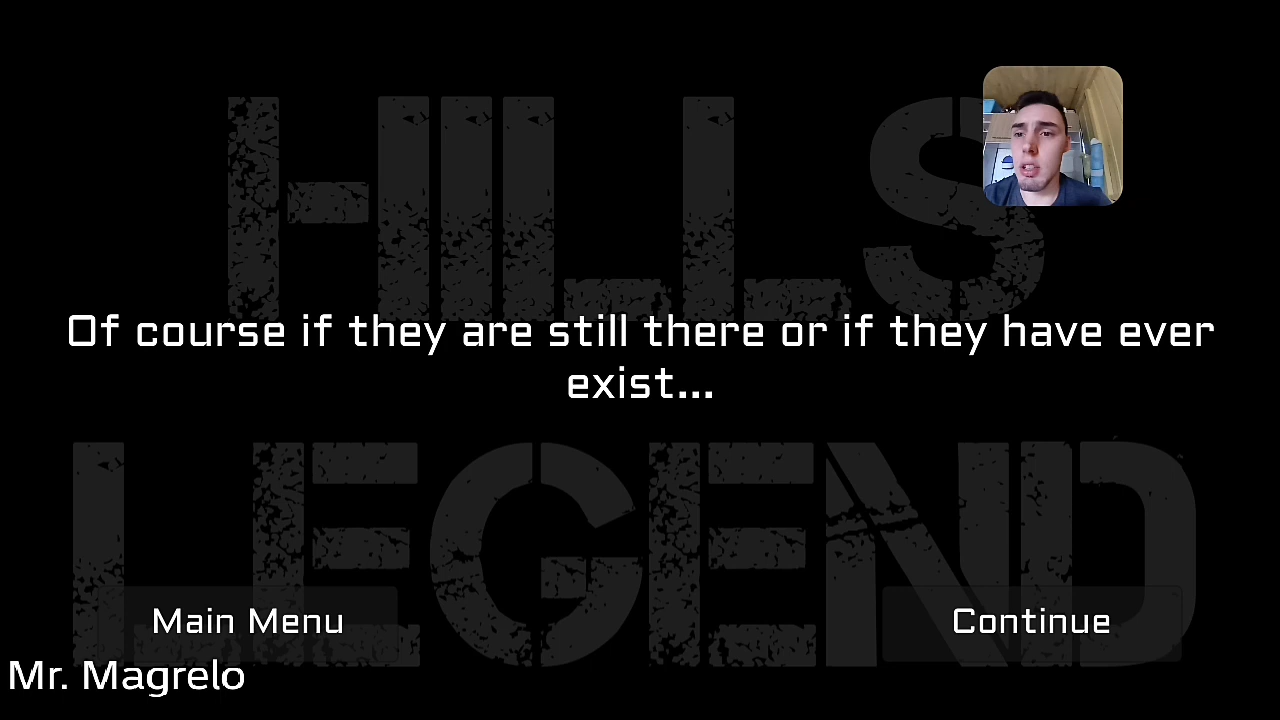 HILLS
Of course if they are still there or if they have ever
exist...
LEGEND
Main Menu
Continue
Mr. Magrelo